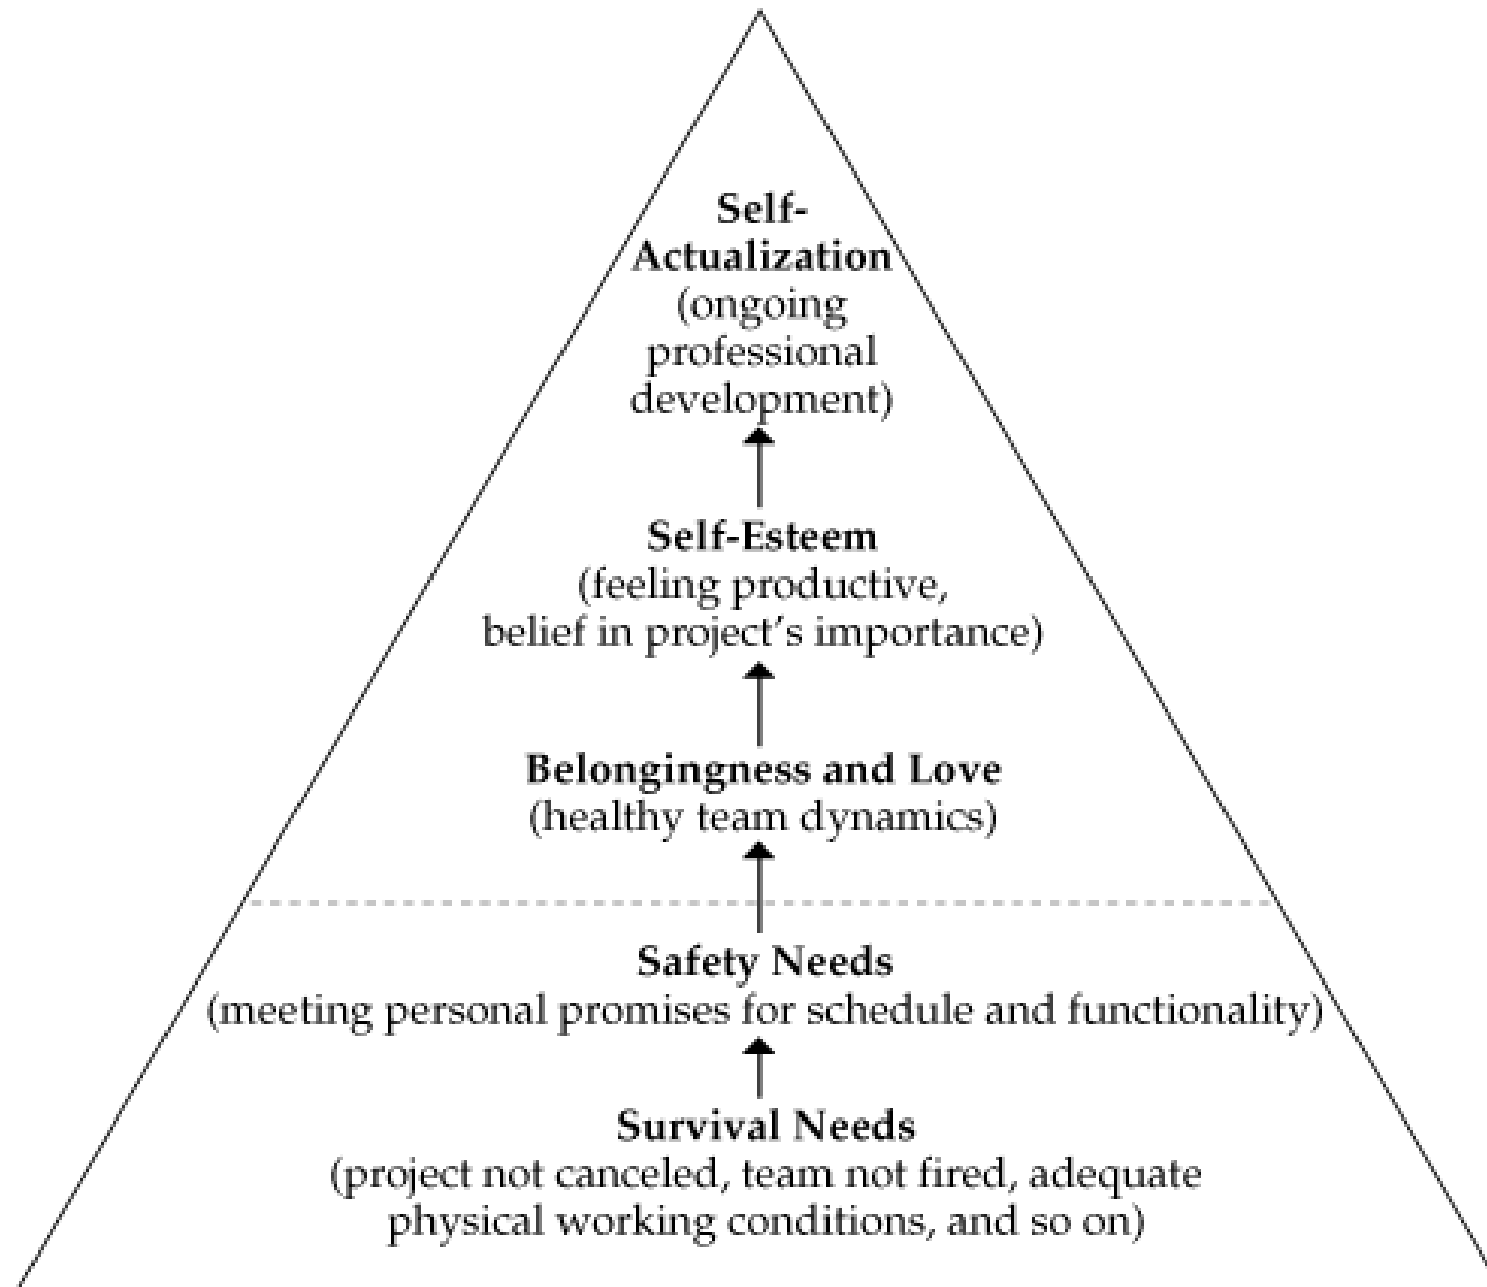 Self-
Actualization
(ongoing
professional
development)
Self-Esteem
(feeling productive,
belief in project’s importance)
Belongingness and Love
(healthy team dynamics)
Safety Needs
(meeting personal promises for schedule and functionality)
Survival Needs
(project not canceled, team not fired, adequate
physical working conditions, and so on)